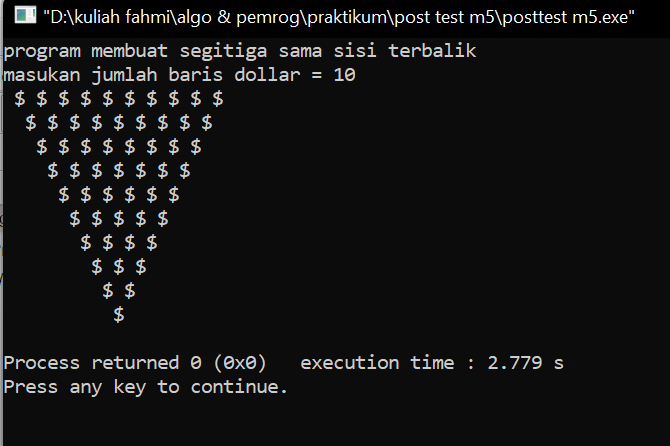 "D:\kuliah fahmi\algo & pemrog\praktikum\post test m5\posttest m5.exe"
program membuat segitiga sama sisi terbalik
masukan jumlah baris dollar = 10
$ $ $ $ $ $ $ $ $ $
$ $ $ $ $ $ $ $ $
$ $ $ $ $ $ $ $
$ $ $ $ $ $ $
$ $ $ $ $ $
$ $ $ $ $
$ $ $ $
$ $ $
$ $
$
Process returned 0 (0x0)   execution time : 2.779 s
Press any key to continue.